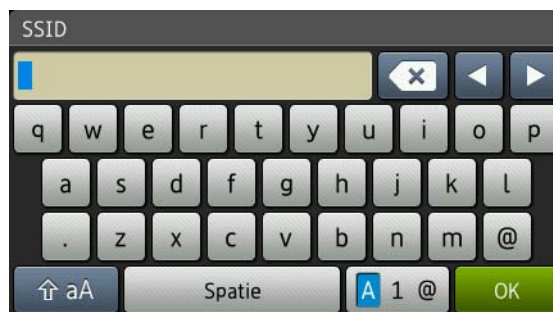 SSID
q w e r t y u i o p
a s d f g h j k l
. z x c v b n m @
aA Spatie A 1 @ OK